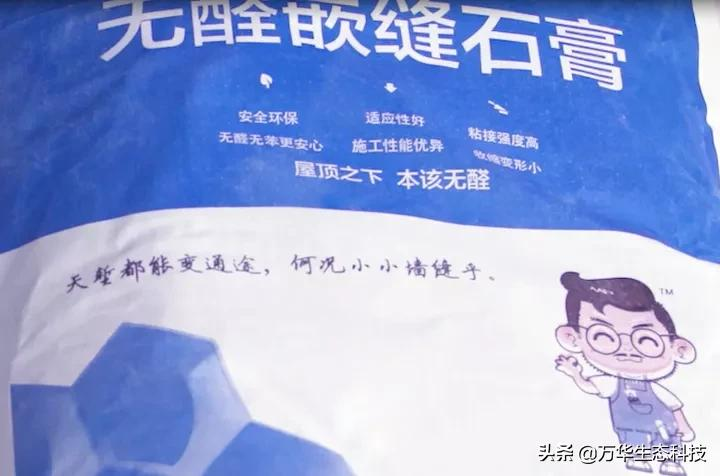 无醛嵌缝石膏
安全环保
无醛无苯更安心
适应性好
施工性能优异
粘接强度高
收缩变形小
屋顶之下 本该无醛
天堑都能变通途，何况小小墙缝乎。
TM
头条 @万华生态科技